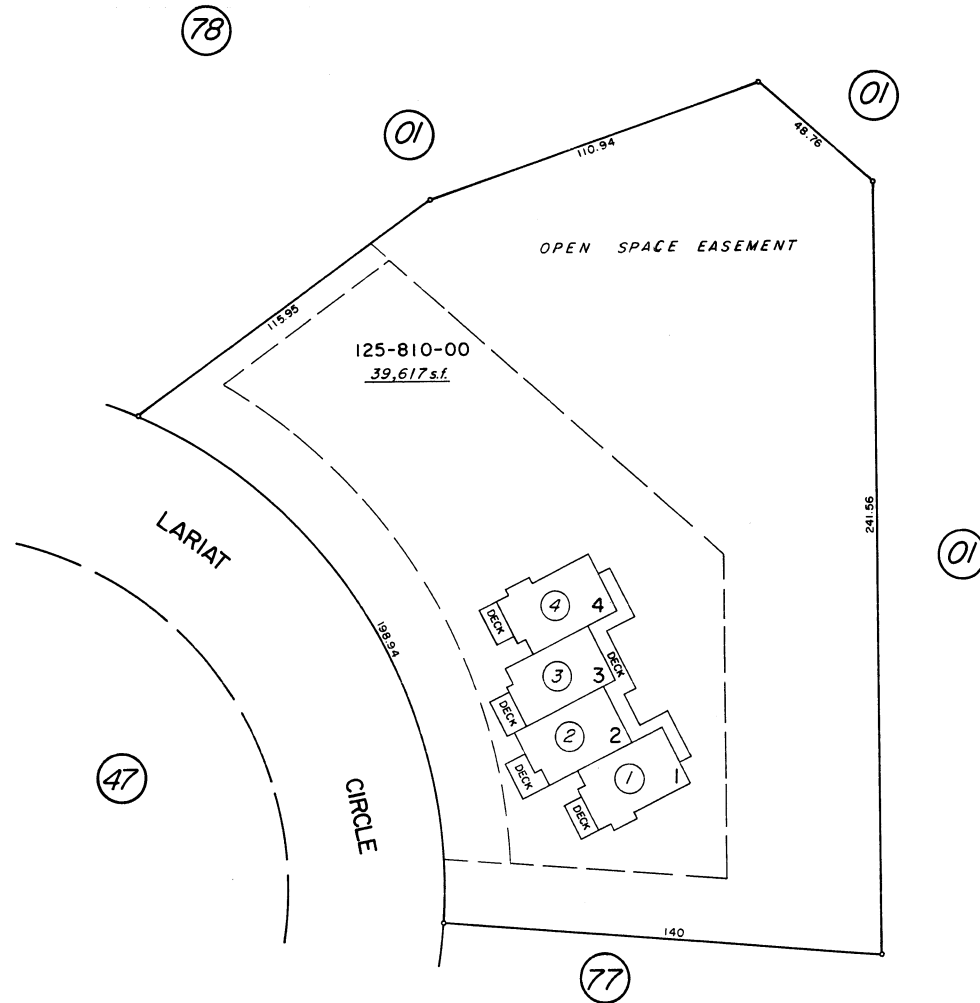 78
01
01
110.94
48.76
OPEN SPACE EASEMENT
115.95
125-810-00
39,617 s.f.
LARIAT
241.56
01
198.94
4 4
DECK
3 3
DECK
DECK
2 2
DECK
1 1
DECK
47
CIRCLE
140
77